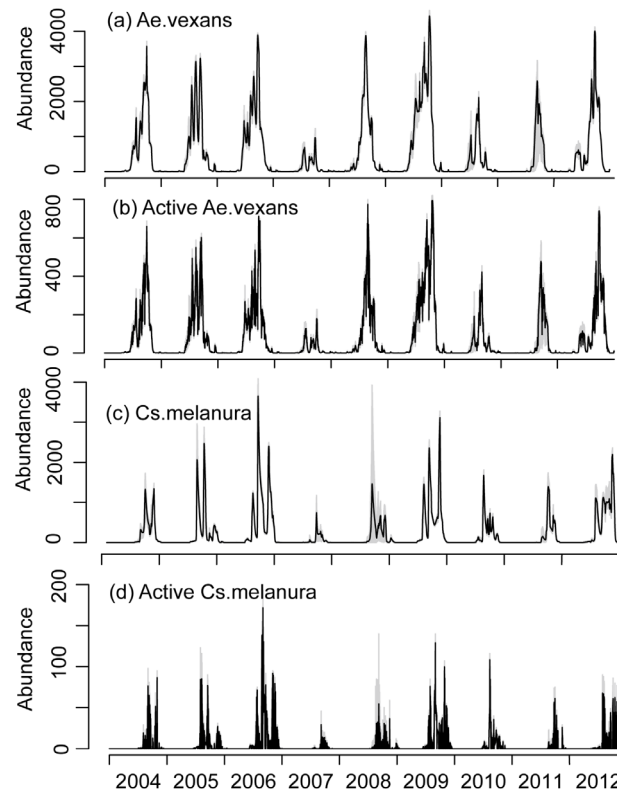 (a) Ae.vexans
Abundance
0 2000 4000
(b) Active Ae.vexans
Abundance
0 400 800
(c) Cs.melanura
Abundance
0 2000 4000
(d) Active Cs.melanura
Abundance
0 100 200
2004 2005 2006 2007 2008 2009 2010 2011 2012